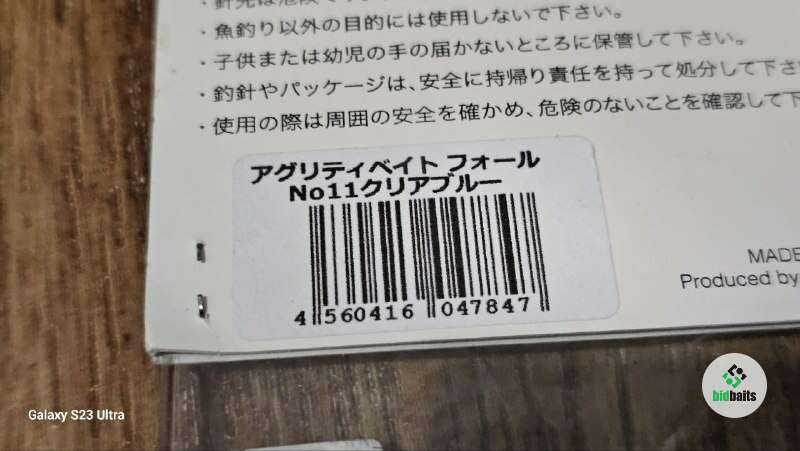 ・針先は危険で
・魚釣り以外の目的には使用しないで下さい。
・子供または幼児の手の届かないところに保管して下さい。
・釣針やパッケージは、安全に持帰り責任を持って処分して下さ
・使用の際は周囲の安全を確かめ、危険のないことを確認して下
アグリティベイト フォール
No11クリアブルー
4 560416 047847
MADE
Produced by
bidbaits
Galaxy S23 Ultra